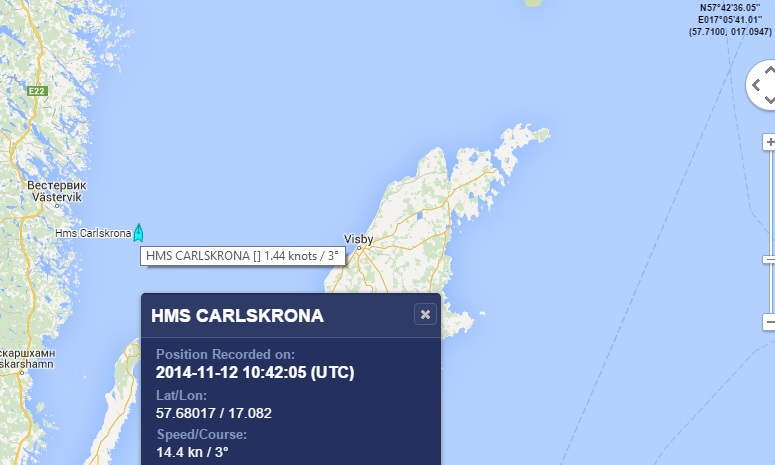 N57°42'36.05"
E017°05'41.01"
(57.7100, 017.0947)
E22
Вестервик
Västervik
Hms Carlskrona
Visby
HMS CARLSKRONA [] 1.44 knots / 3°
HMS CARLSKRONA
Position Recorded on:
2014-11-12 10:42:05 (UTC)
Lat/Lon:
57.68017 / 17.082
Speed/Course:
14.4 kn / 3°
скаршхамн
skarshamn